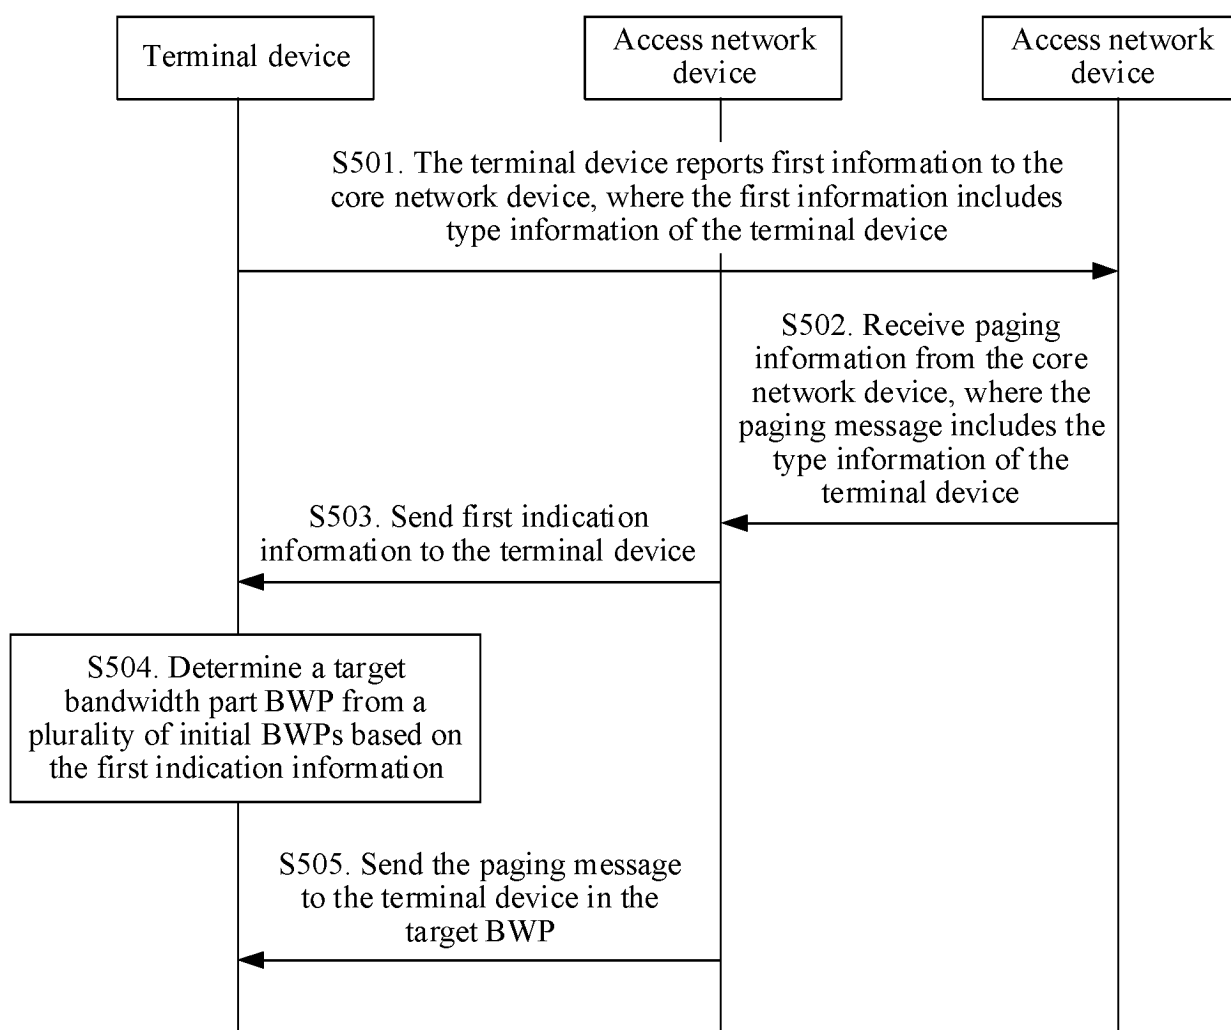 Terminal device
Access network
device
Access network
device
S501. The terminal device reports first information to the
core network device, where the first information includes
type information of the terminal device
S502. Receive paging
information from the core
network device, where the
paging message includes the
type information of the
terminal device
S503. Send first indication
information to the terminal device
S504. Determine a target
bandwidth part BWP from a
plurality of initial BWPs based on
the first indication information
S505. Send the paging message
to the terminal device in the
target BWP